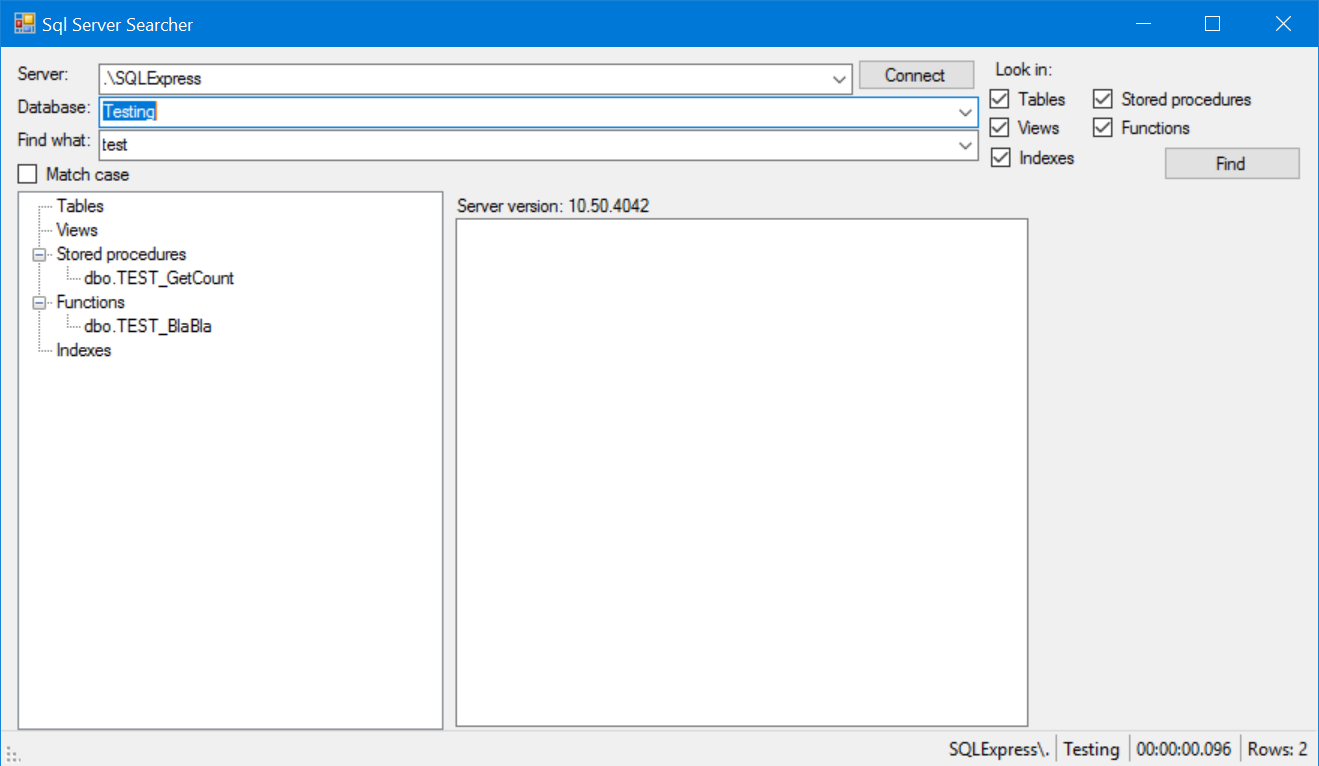 Sql Server Searcher
Server: .\SQLExpress Connect
Database: Testing
Find what: test
Match case
Look in:
Tables Stored procedures
Views Functions
Indexes Find
Tables
Views
Stored procedures
dbo.TEST_GetCount
Functions
dbo.TEST_BlaBla
Indexes
Server version: 10.50.4042
SQLExpress\. Testing 00:00:00.096 Rows: 2